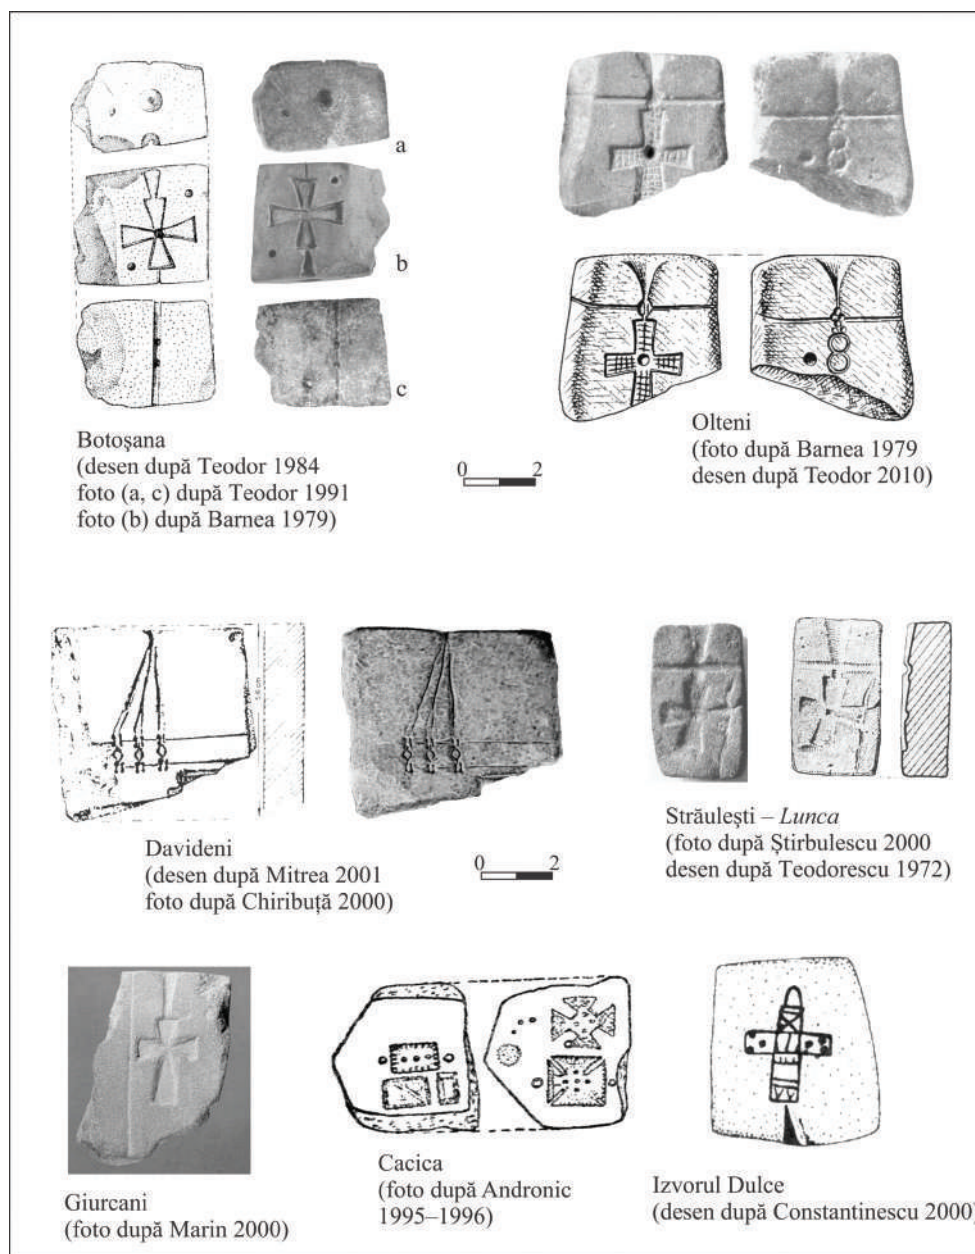 a
b
c
Botoşana
(desen după Teodor 1984
foto (a, c) după Teodor 1991
foto (b) după Barnea 1979)
0 2
Olteni
(foto după Barnea 1979
desen după Teodor 2010)
Davideni
(desen după Mitrea 2001
foto după Chiribuță 2000)
0 2
Străuleşti – Lunca
(foto după Știrbulescu 2000
desen după Teodorescu 1972)
Giurcani
(foto după Marin 2000)
Cacica
(foto după Andronic
1995–1996)
Izvorul Dulce
(desen după Constantinescu 2000)